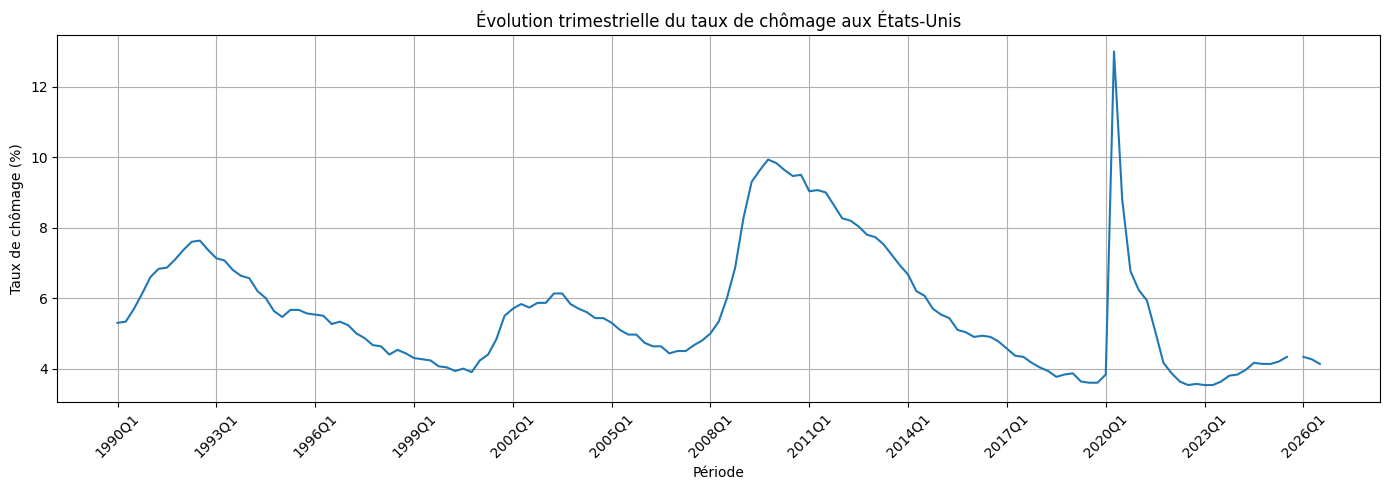 Évolution trimestrielle du taux de chômage aux États-Unis
Taux de chômage (%)
12
10
8
6
4
1990Q1 1993Q1 1996Q1 1999Q1 2002Q1 2005Q1 2008Q1 2011Q1 2014Q1 2017Q1 2020Q1 2023Q1 2026Q1
Période